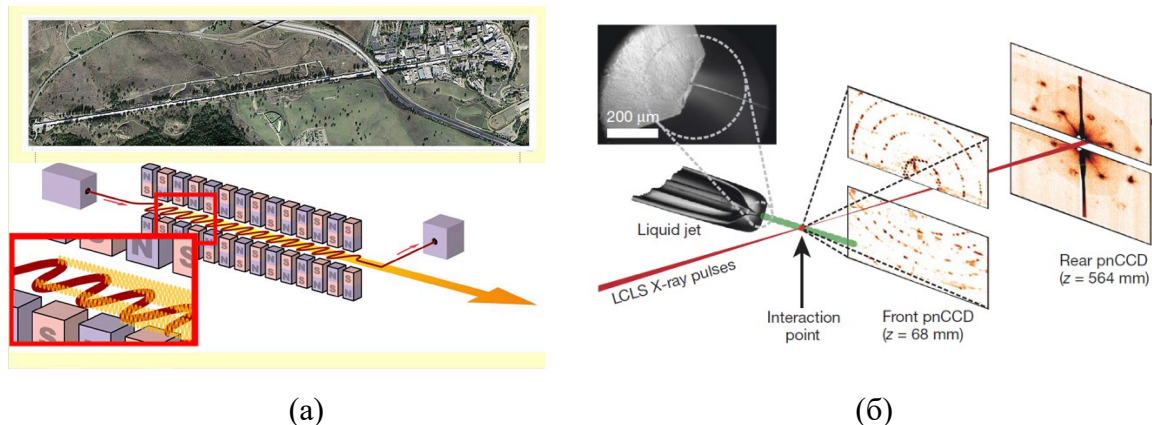 N S N S N S N S N S N S
S N S N S N S N S N S N
N S
S
200 μm
Liquid jet
LCLS X-ray pulses
Interaction
point
Front pnCCD
(z = 68 mm)
Rear pnCCD
(z = 564 mm)
(а)
(б)